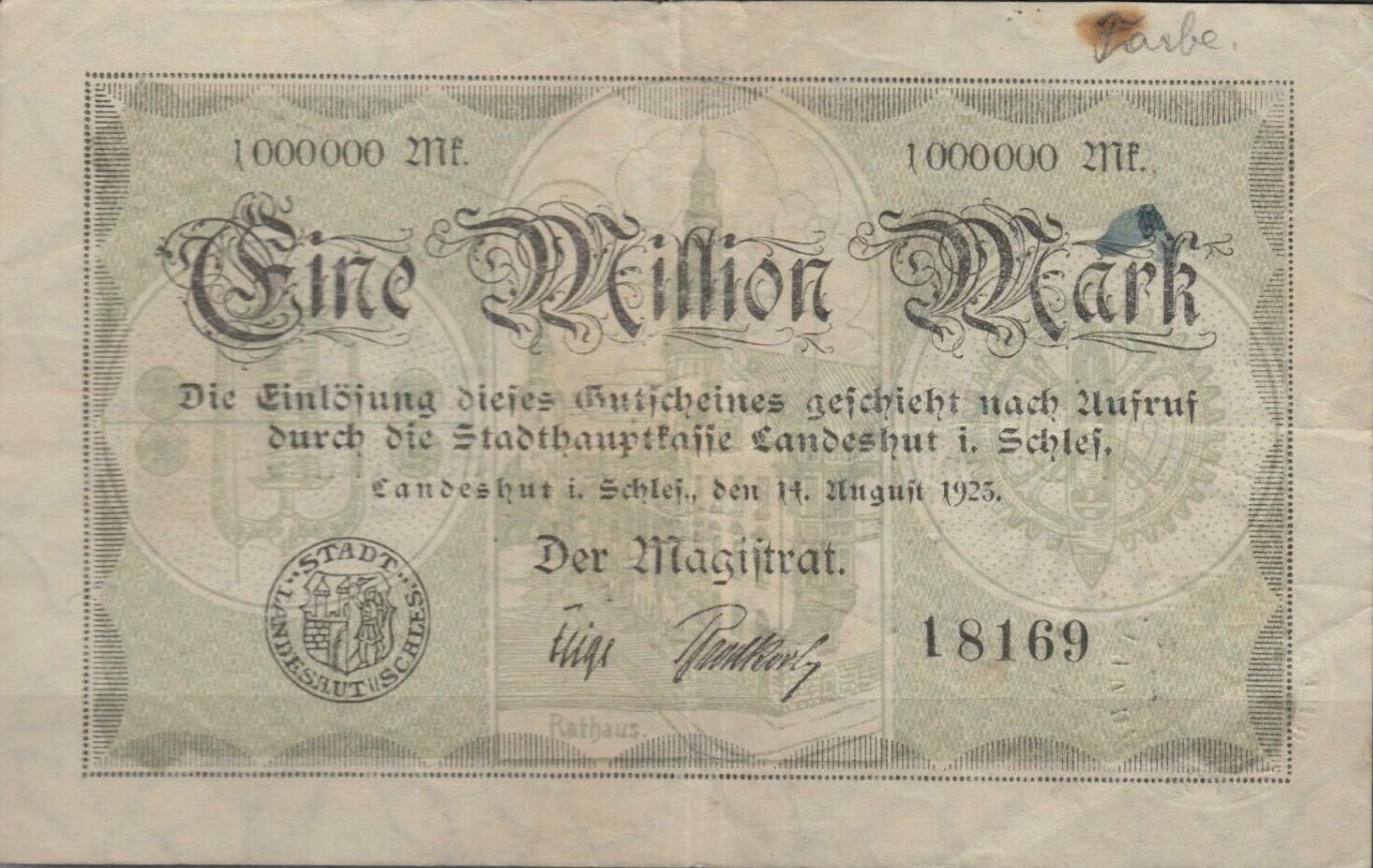 Farbe.
1000000 Mk. 1000000 Mk.
Eine Million Mark
Die Einlösung dieses Gutscheines geschieht nach Aufruf
durch die Stadthauptkasse Landeshut i. Schles.
Landeshut i. Schles., den 14. August 1923.
Der Magistrat.
STADT LANDESHUT SCHLES
18169
Rathaus.